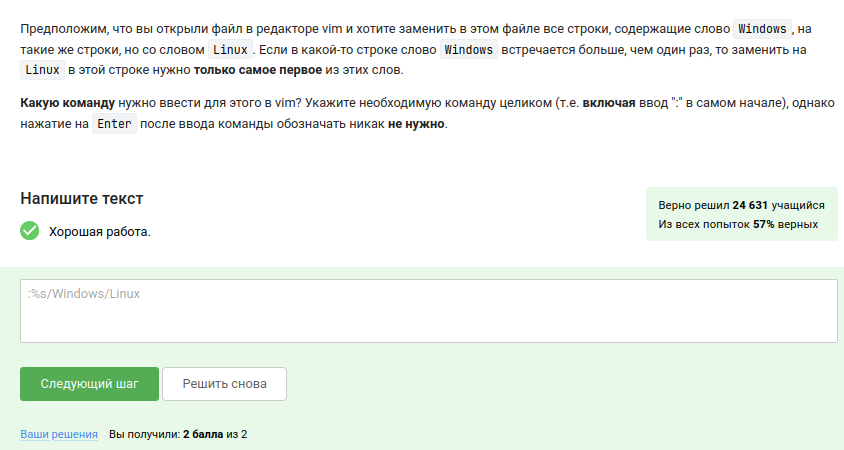 Предположим, что вы открыли файл в редакторе vim и хотите заменить в этом файле все строки, содержащие слово Windows, на
такие же строки, но со словом Linux. Если в какой-то строке слово Windows встречается больше, чем один раз, то заменить на
Linux в этой строке нужно только самое первое из этих слов.
Какую команду нужно ввести для этого в vim? Укажите необходимую команду целиком (т.е. включая ввод ":" в самом начале), однако
нажатие на Enter после ввода команды обозначать никак не нужно.
Напишите текст
Верно решил 24 631 учащийся
Из всех попыток 57% верных
Хорошая работа.
:%s/Windows/Linux
Следующий шаг Решить снова
Ваши решения Вы получили: 2 балла из 2